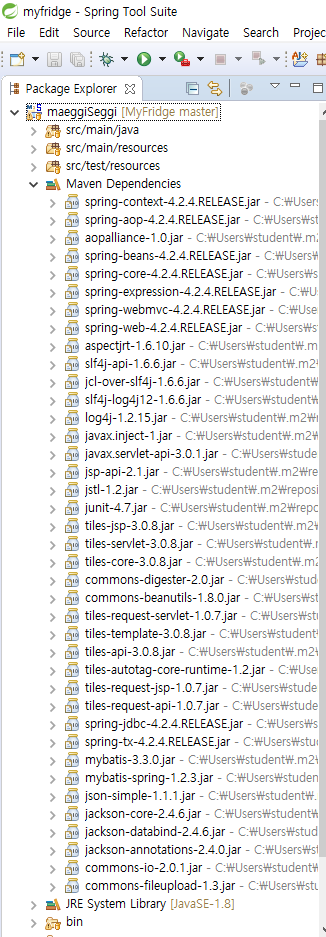 myfridge - Spring Tool Suite
File Edit Source Refactor Navigate Search Project
Package Explorer
maeggiSeggi [MyFridge master]
src/main/java
src/main/resources
src/test/resources
Maven Dependencies
spring-context-4.2.4.RELEASE.jar - C:₩Users
spring-aop-4.2.4.RELEASE.jar - C:₩Users₩
aopalliance-1.0.jar - C:₩Users₩student₩.m
spring-beans-4.2.4.RELEASE.jar - C:₩Users
spring-core-4.2.4.RELEASE.jar - C:₩Users₩
spring-expression-4.2.4.RELEASE.jar - C:₩
spring-webmvc-4.2.4.RELEASE.jar - C:₩Us
spring-web-4.2.4.RELEASE.jar - C:₩Users₩
aspectjrt-1.6.10.jar - C:₩Users₩student₩.m
slf4j-api-1.6.6.jar - C:₩Users₩student₩.m2
jcl-over-slf4j-1.6.6.jar - C:₩Users₩student
slf4j-log4j12-1.6.6.jar - C:₩Users₩student
log4j-1.2.15.jar - C:₩Users₩student₩.m2₩
javax.inject-1.jar - C:₩Users₩student₩.m2
javax.servlet-api-3.0.1.jar - C:₩Users₩stu
jsp-api-2.1.jar - C:₩Users₩student₩.m2₩re
jstl-1.2.jar - C:₩Users₩student₩.m2₩reposi
junit-4.7.jar - C:₩Users₩student₩.m2₩repo
tiles-jsp-3.0.8.jar - C:₩Users₩student₩.m2
tiles-servlet-3.0.8.jar - C:₩Users₩student
tiles-core-3.0.8.jar - C:₩Users₩student₩.m
commons-digester-2.0.jar - C:₩Users₩stu
commons-beanutils-1.8.0.jar - C:₩Users₩s
tiles-request-servlet-1.0.7.jar - C:₩Users₩
tiles-template-3.0.8.jar - C:₩Users₩stude
tiles-api-3.0.8.jar - C:₩Users₩student₩.m2
tiles-autotag-core-runtime-1.2.jar - C:₩Us
tiles-request-jsp-1.0.7.jar - C:₩Users₩stu
tiles-request-api-1.0.7.jar - C:₩Users₩stu
spring-jdbc-4.2.4.RELEASE.jar - C:₩Users₩
spring-tx-4.2.4.RELEASE.jar - C:₩Users₩st
mybatis-3.3.0.jar - C:₩Users₩student₩.m2
mybatis-spring-1.2.3.jar - C:₩Users₩stude
json-simple-1.1.1.jar - C:₩Users₩student₩
jackson-core-2.4.6.jar - C:₩Users₩student
jackson-databind-2.4.6.jar - C:₩Users₩stu
jackson-annotations-2.4.0.jar - C:₩Users₩
commons-io-2.0.1.jar - C:₩Users₩student
commons-fileupload-1.3.jar - C:₩Users₩st
JRE System Library [JavaSE-1.8]
bin